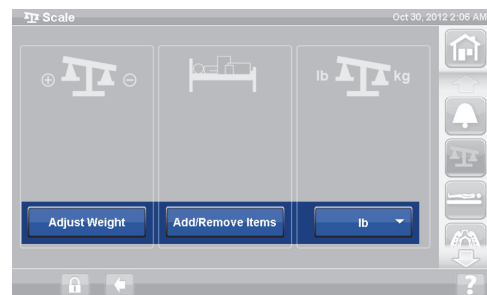 Scale Oct 30, 2012 2:06 AM
lb kg
Adjust Weight Add/Remove Items lb
?